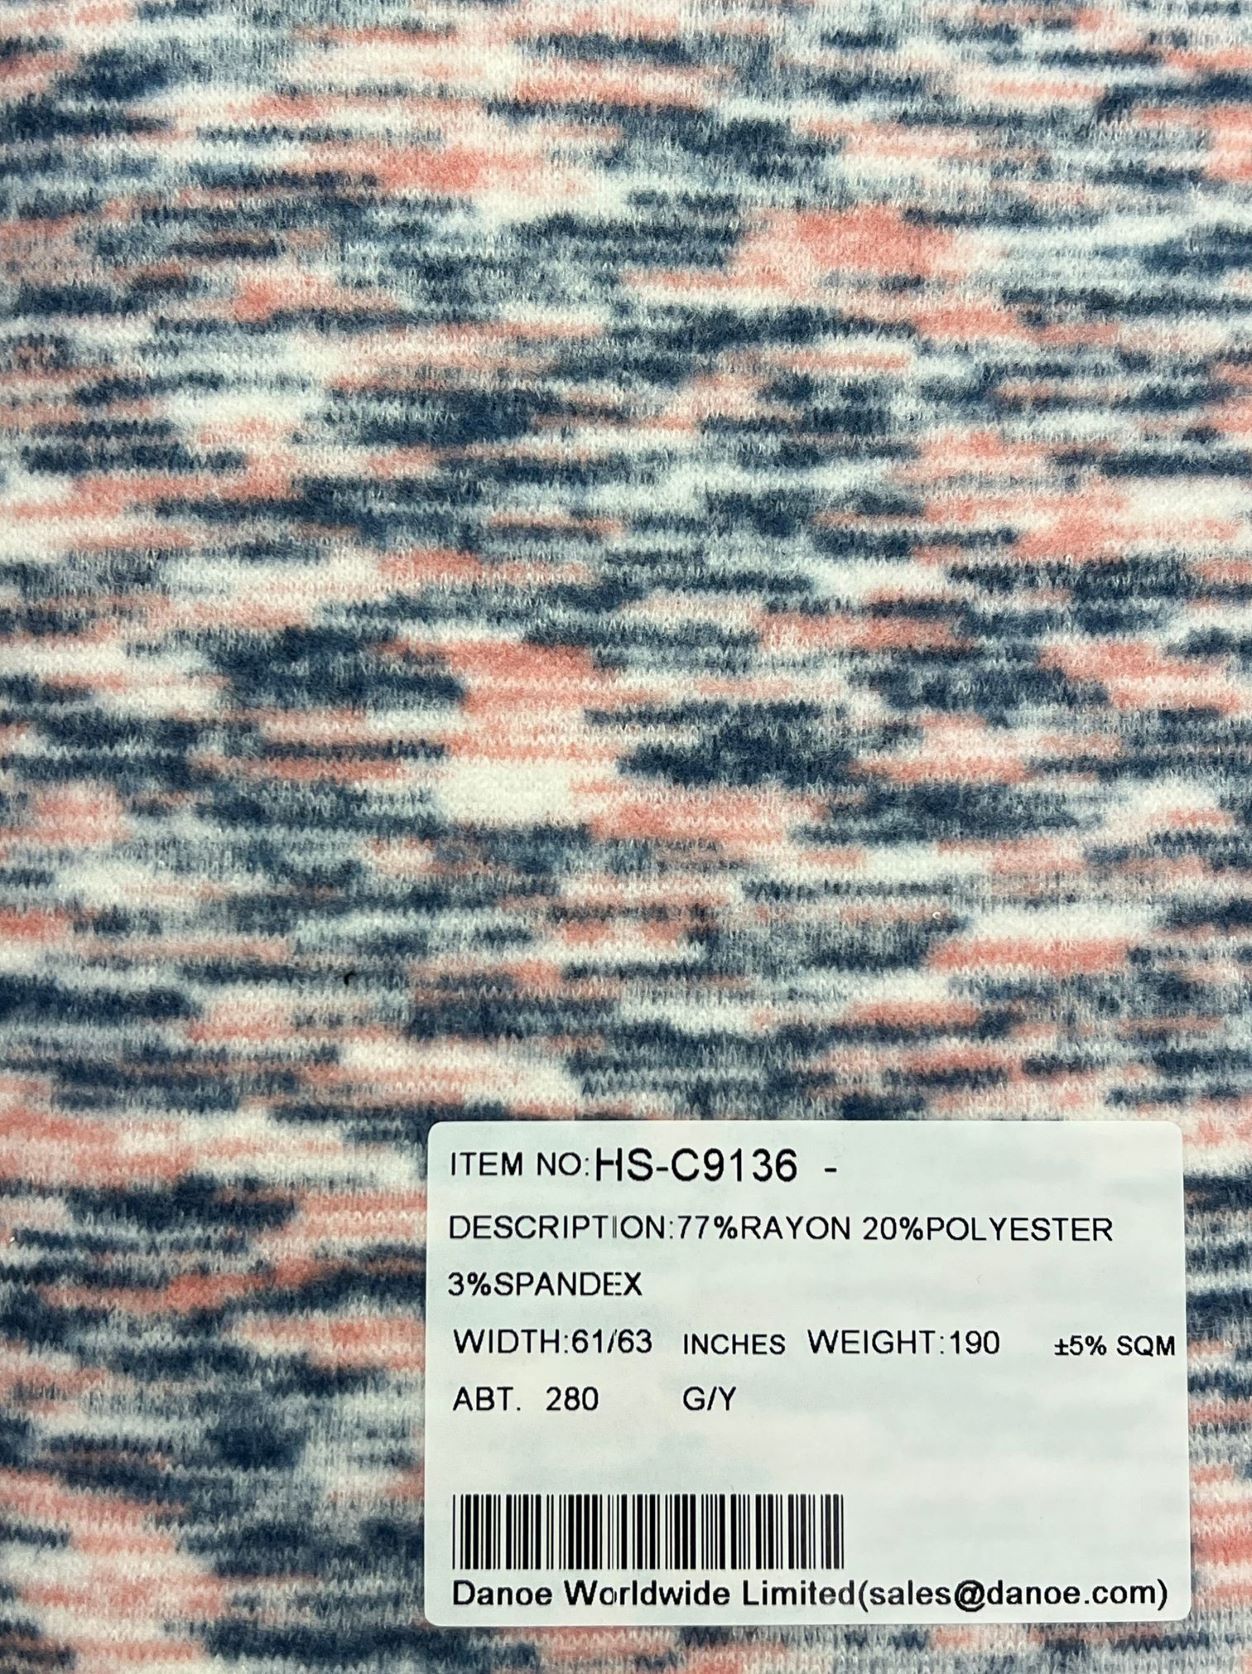 ITEM NO:HS-C9136 -
DESCRIPTION:77%RAYON 20%POLYESTER
3%SPANDEX
WIDTH:61/63 INCHES WEIGHT:190 ±5% SQM
ABT. 280 G/Y
Danoe Worldwide Limited(sales@danoe.com)